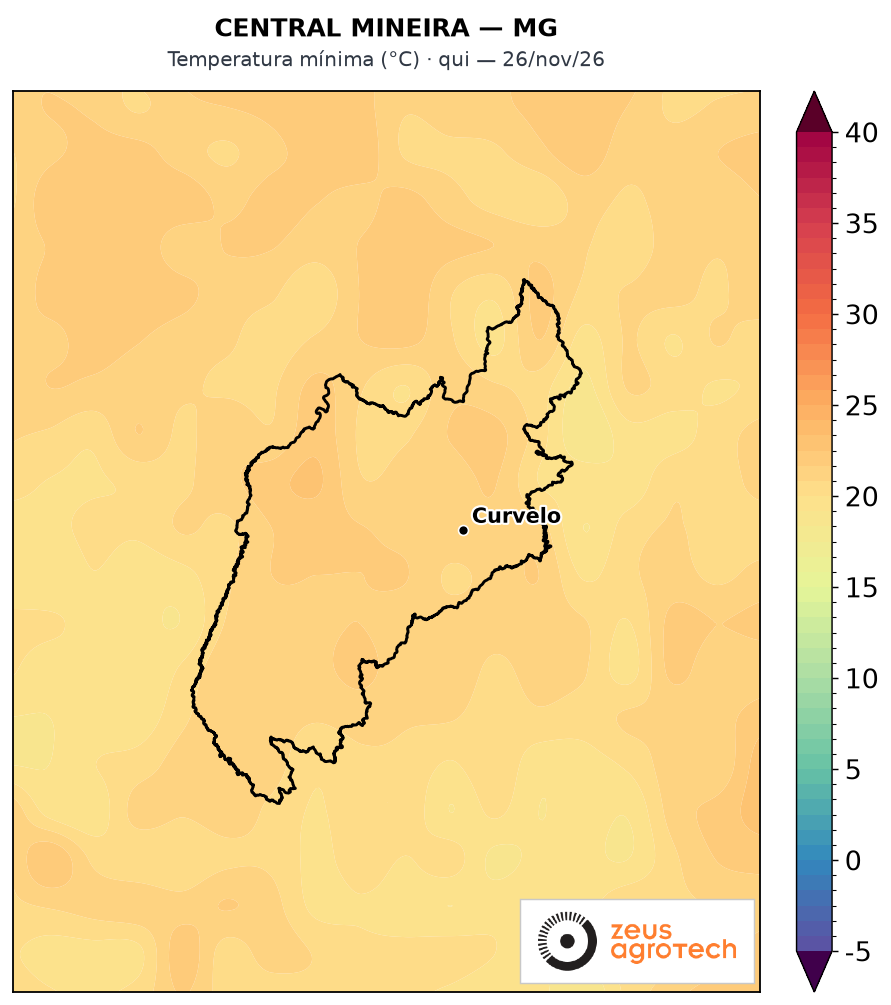 CENTRAL MINEIRA — MG
Temperatura mínima (°C) · qui — 26/nov/26
40
35
30
25
20
15
10
5
0
-5
Curvelo
zeus
agrotech